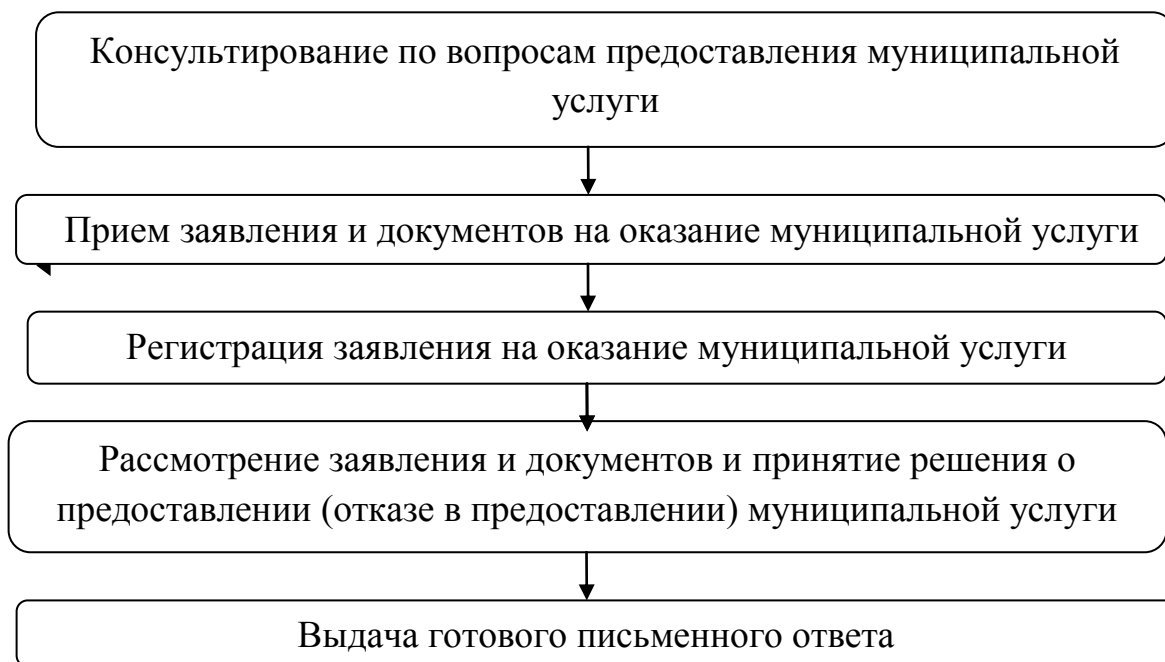 Консультирование по вопросам предоставления муниципальной
услуги
Прием заявления и документов на оказание муниципальной услуги
Регистрация заявления на оказание муниципальной услуги
Рассмотрение заявления и документов и принятие решения о
предоставлении (отказе в предоставлении) муниципальной услуги
Выдача готового письменного ответа